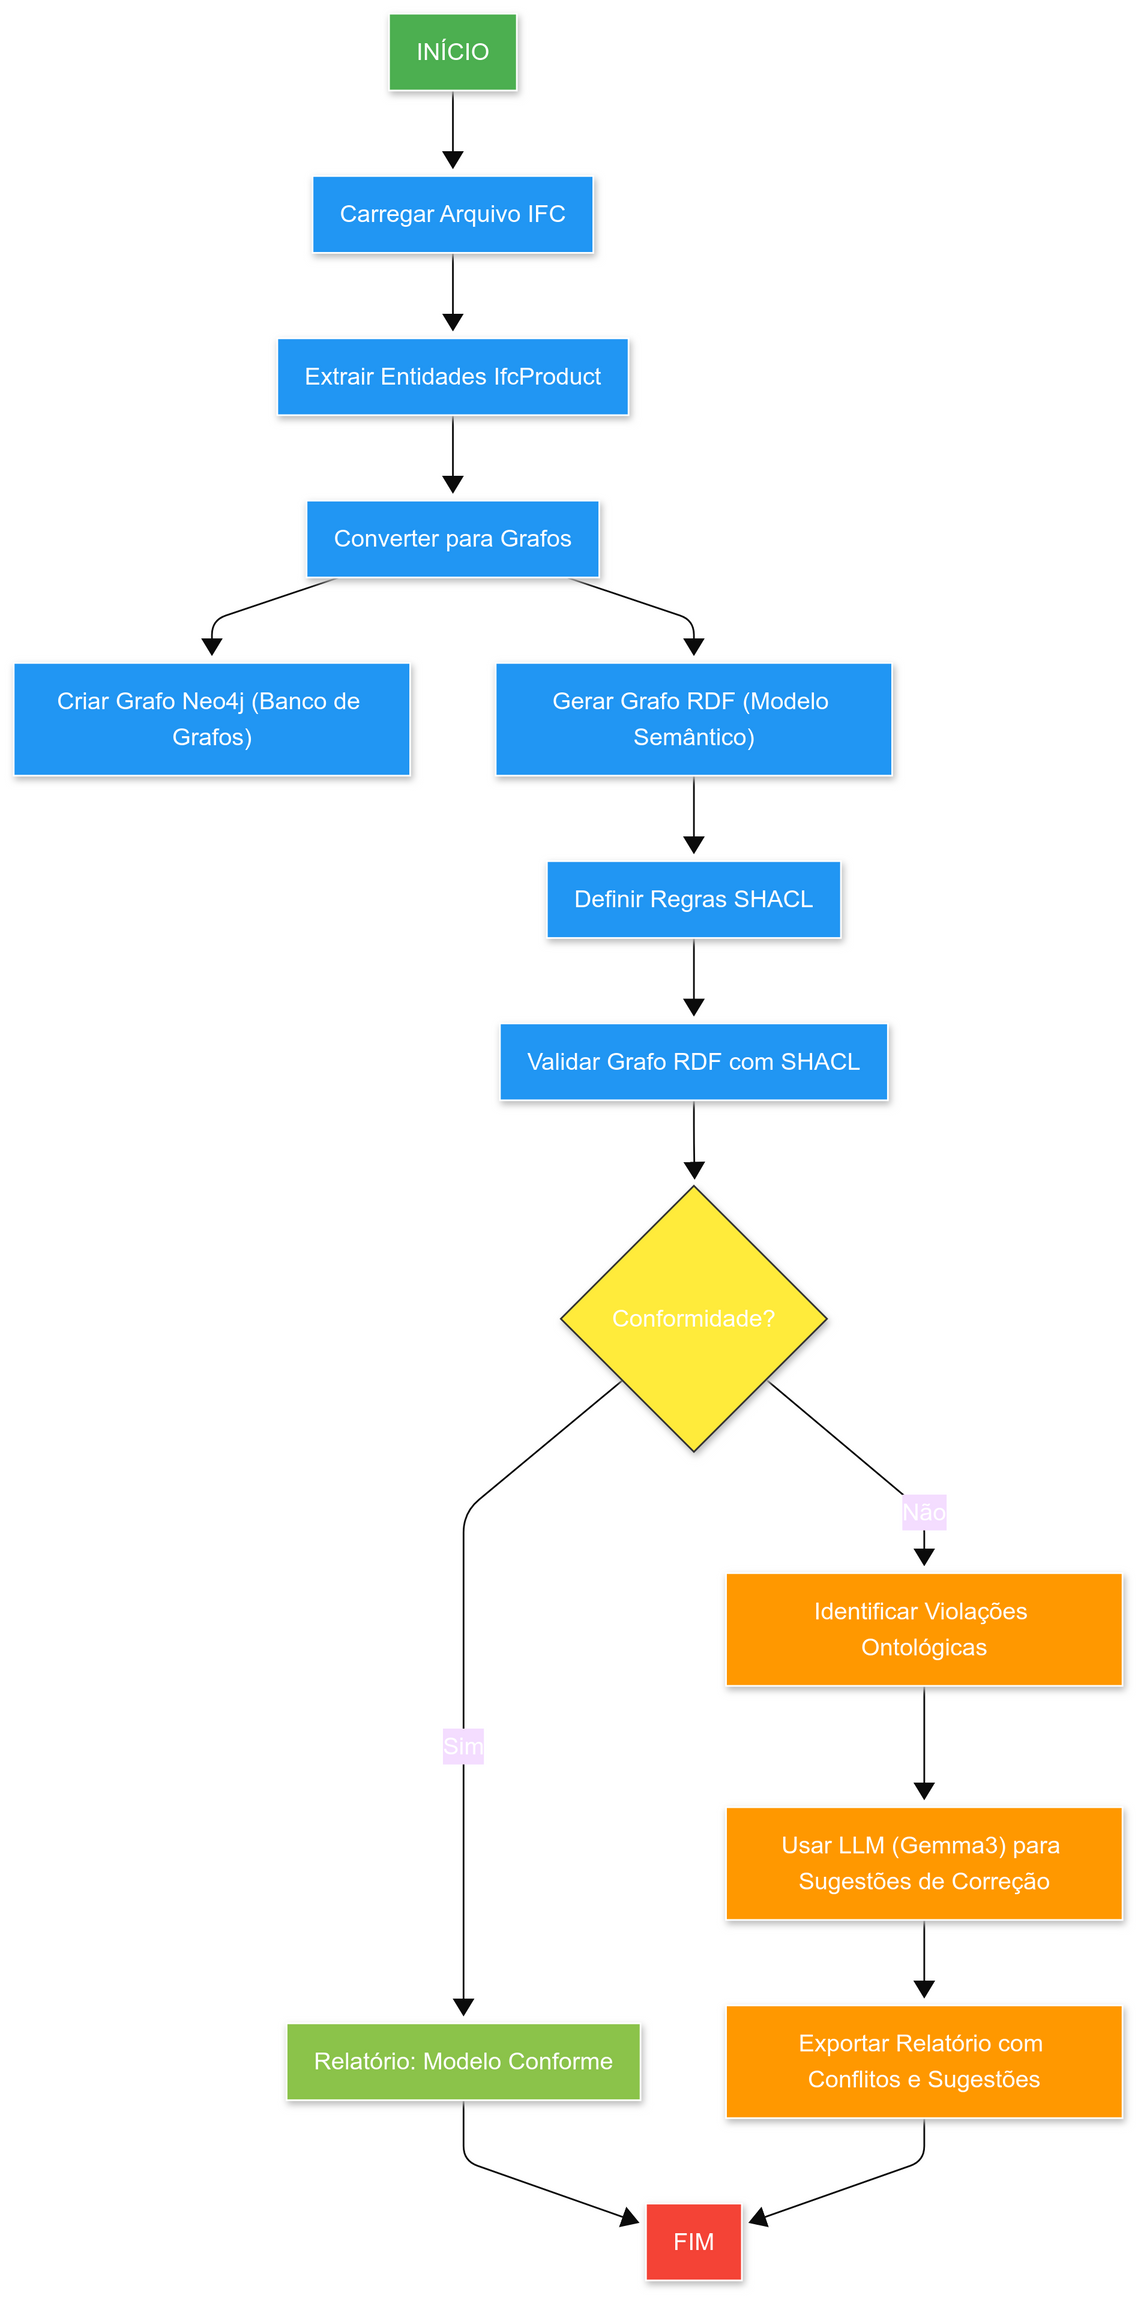 INÍCIO
Carregar Arquivo IFC
Extrair Entidades IfcProduct
Converter para Grafos
Criar Grafo Neo4j (Banco de
Grafos)
Gerar Grafo RDF (Modelo
Semântico)
Definir Regras SHACL
Validar Grafo RDF com SHACL
Conformidade?
Não
Identificar Violações
Ontológicas
Sim
Usar LLM (Gemma3) para
Sugestões de Correção
Relatório: Modelo Conforme
Exportar Relatório com
Conflitos e Sugestões
FIM